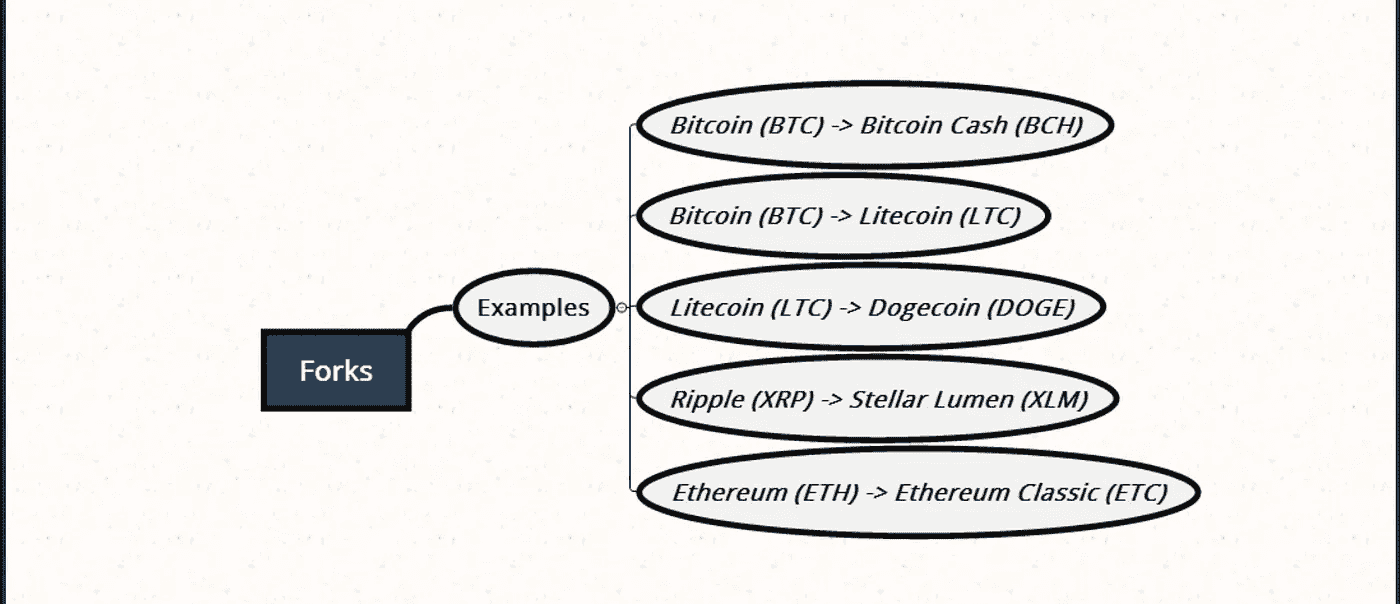 Bitcoin (BTC) -> Bitcoin Cash (BCH)
Bitcoin (BTC) -> Litecoin (LTC)
Examples
Litecoin (LTC) -> Dogecoin (DOGE)
Forks
Ripple (XRP) -> Stellar Lumen (XLM)
Ethereum (ETH) -> Ethereum Classic (ETC)